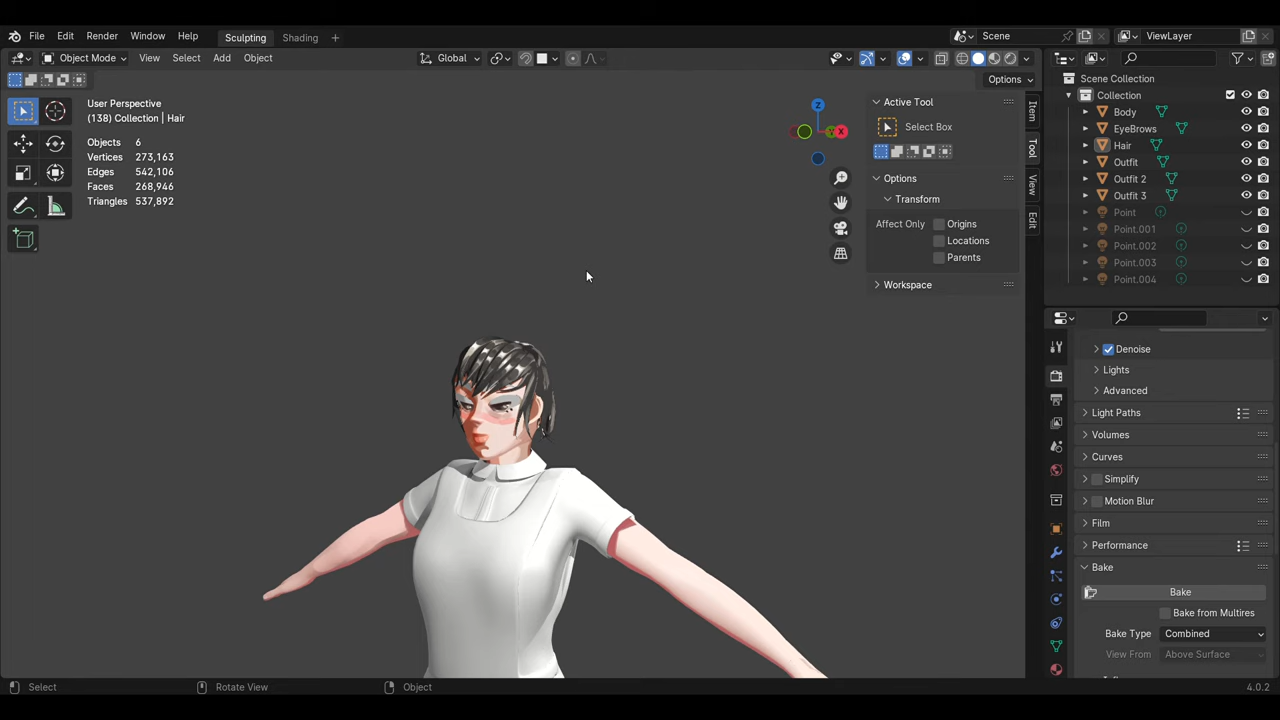 File Edit Render Window Help Sculpting Shading + Scene ViewLayer
Object Mode View Select Add Object Global
Options
User Perspective
(138) Collection | Hair
Objects 6
Vertices 273,163
Edges 542,106
Faces 268,946
Triangles 537,892
Z
X
Y
Active Tool
Select Box
Options
Transform
Affect Only Origins
Locations
Parents
Workspace
Item
Tool
View
Edit
Scene Collection
Collection
Body
EyeBrows
Hair
Outfit
Outfit 2
Outfit 3
Point
Point.001
Point.002
Point.003
Point.004
Denoise
Lights
Advanced
Light Paths
Volumes
Curves
Simplify
Motion Blur
Film
Performance
Bake
Bake
Bake from Multires
Bake Type Combined
View From Above Surface
Select Rotate View Object 4.0.2